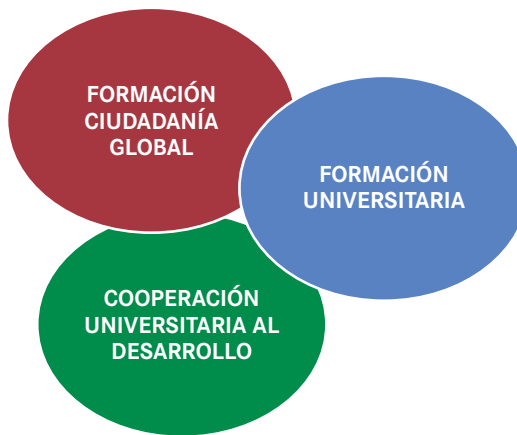 FORMACIÓN
CIUDADANÍA
GLOBAL
FORMACIÓN
UNIVERSITARIA
COOPERACIÓN
UNIVERSITARIA AL
DESARROLLO